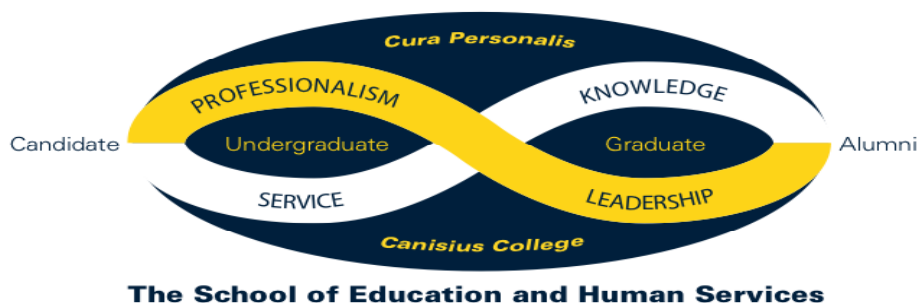 Cura Personalis
PROFESSIONALISM
KNOWLEDGE
Candidate
Undergraduate
Graduate
Alumni
SERVICE
LEADERSHIP
Canisius College
The School of Education and Human Services